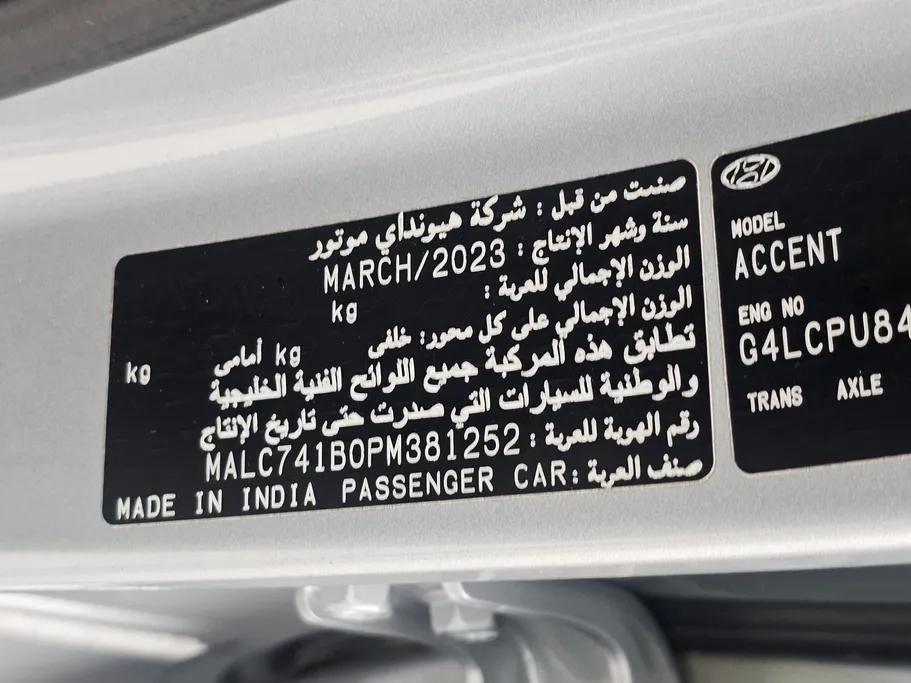 صنعت من قبل : شركة هيونداي موتور
سنة وشهر الإنتاج : MARCH/2023
الوزن الإجمالي للعربة : kg
الوزن الإجمالي على كل محور: خلفي kg أمامي kg
تطابق هذه المركبة جميع اللوائح الفنية الخليجية
والوطنية للسيارات التي صدرت حتى تاريخ الإنتاج
رقم الهوية للعربة : MALC741B0PM381252
صنف العربة : PASSENGER CAR
MADE IN INDIA
MODEL
ACCENT
ENG NO
G4LCPU84
TRANS AXLE